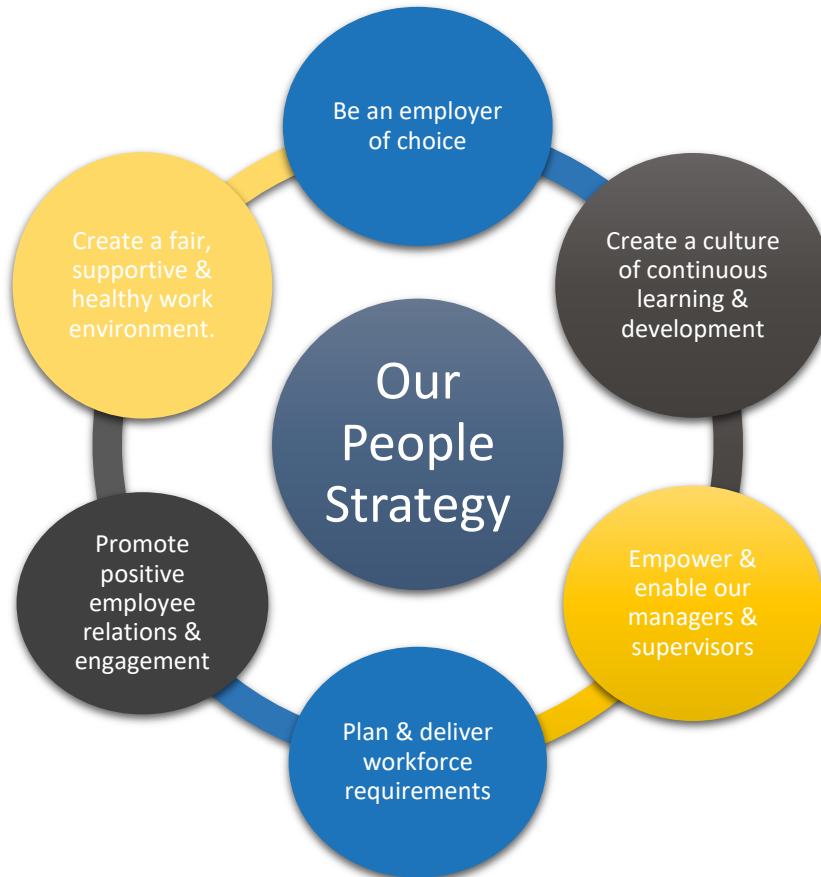 Be an employer
of choice
Create a culture
of continuous
learning &
development
Empower &
enable our
managers &
supervisors
Plan & deliver
workforce
requirements
Promote
positive
employee
relations &
engagement
Create a fair,
supportive &
healthy work
environment.
Our
People
Strategy